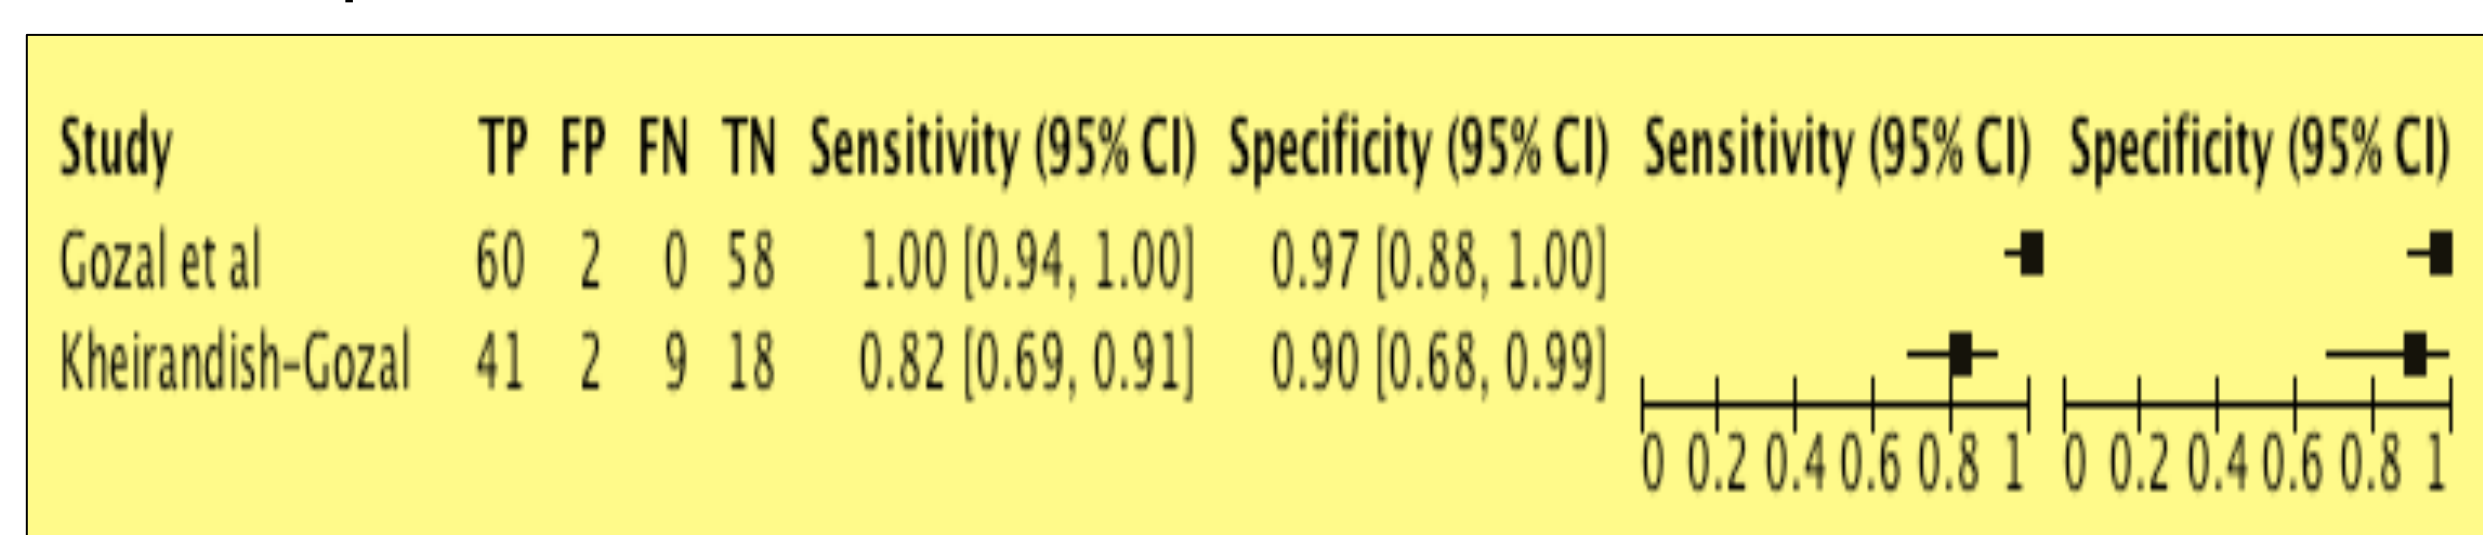 Study TP FP FN TN Sensitivity (95% CI) Specificity (95% CI) Sensitivity (95% CI) Specificity (95% CI)
Gozal et al 60 2 0 58 1.00 [0.94, 1.00] 0.97 [0.88, 1.00]
Kheirandish-Gozal 41 2 9 18 0.82 [0.69, 0.91] 0.90 [0.68, 0.99]
0 0.2 0.4 0.6 0.8 1 0 0.2 0.4 0.6 0.8 1